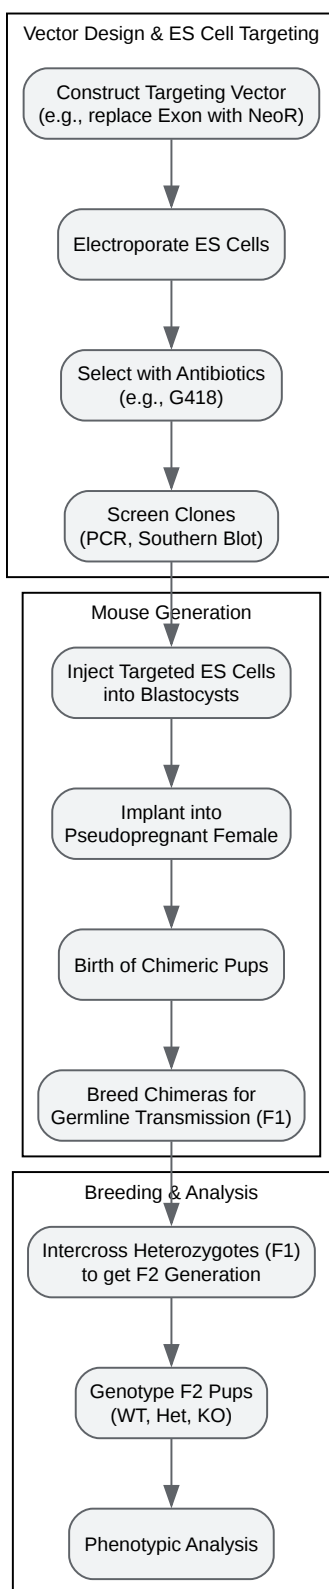 Vector Design & ES Cell Targeting
Construct Targeting Vector
(e.g., replace Exon with NeoR)
Electroporate ES Cells
Select with Antibiotics
(e.g., G418)
Screen Clones
(PCR, Southern Blot)
Mouse Generation
Inject Targeted ES Cells
into Blastocysts
Implant into
Pseudopregnant Female
Birth of Chimeric Pups
Breed Chimeras for
Germline Transmission (F1)
Breeding & Analysis
Intercross Heterozygotes (F1)
to get F2 Generation
Genotype F2 Pups
(WT, Het, KO)
Phenotypic Analysis